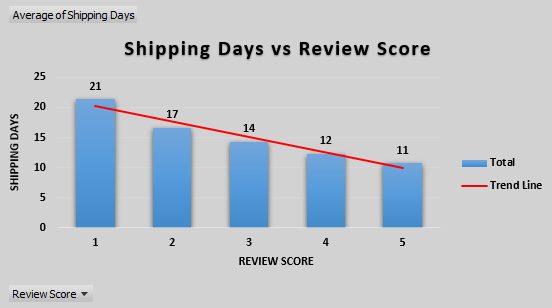 Average of Shipping Days
Shipping Days vs Review Score
SHIPPING DAYS
25
20
15
10
5
0
21
17
14
12
11
1 2 3 4 5
REVIEW SCORE
Total
Trend Line
Review Score